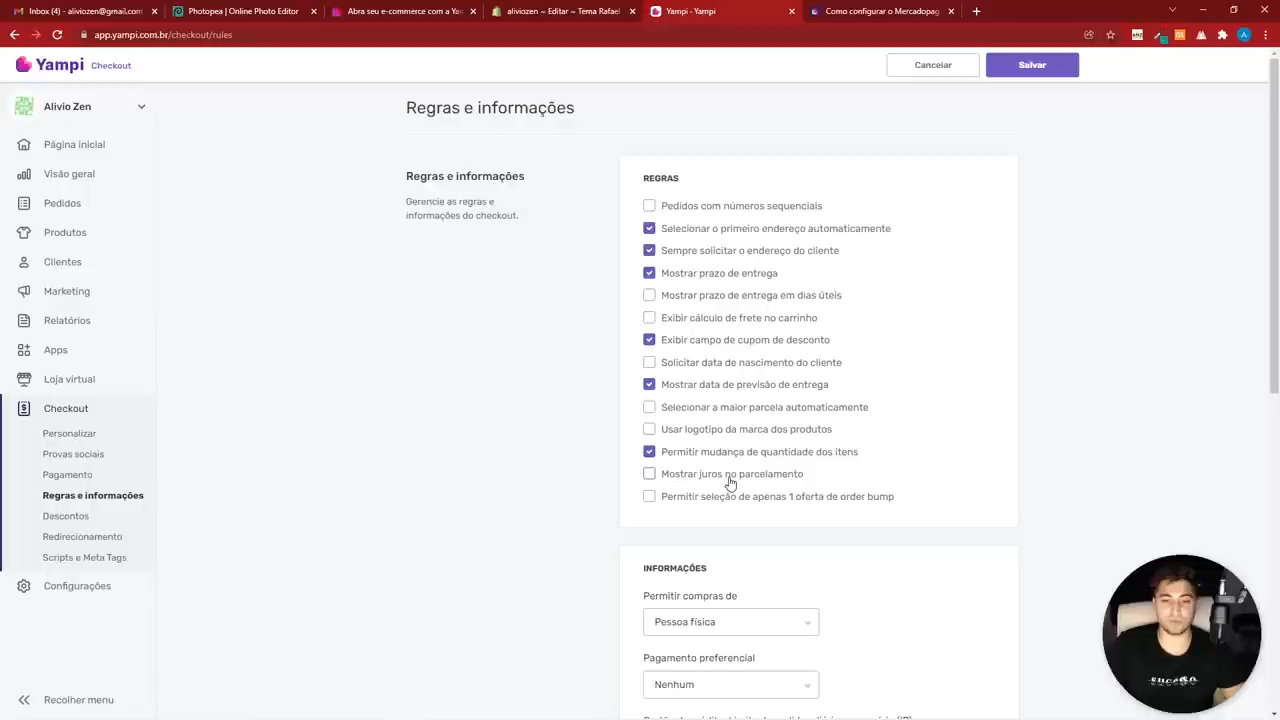 Inbox (4) - aliviozen@gmail.com
Photopea | Online Photo Editor
Abra seu e-commerce com a Yam
aliviozen ~ Editar ~ Tema Rafael
Yampi - Yampi
Como configurar o Mercadopag
app.yampi.com.br/checkout/rules
Yampi Checkout
Cancelar
Salvar
Alivio Zen
Página inicial
Visão geral
Pedidos
Produtos
Clientes
Marketing
Relatórios
Apps
Loja virtual
Checkout
Personalizar
Provas sociais
Pagamento
Regras e informações
Descontos
Redirecionamento
Scripts e Meta Tags
Configurações
Recolher menu
Regras e informações
Regras e informações
Gerencie as regras e
informações do checkout.
REGRAS
Pedidos com números sequenciais
Selecionar o primeiro endereço automaticamente
Sempre solicitar o endereço do cliente
Mostrar prazo de entrega
Mostrar prazo de entrega em dias úteis
Exibir cálculo de frete no carrinho
Exibir campo de cupom de desconto
Solicitar data de nascimento do cliente
Mostrar data de previsão de entrega
Selecionar a maior parcela automaticamente
Usar logotipo da marca dos produtos
Permitir mudança de quantidade dos itens
Mostrar juros no parcelamento
Permitir seleção de apenas 1 oferta de order bump
INFORMAÇÕES
Permitir compras de
Pessoa física
Pagamento preferencial
Nenhum